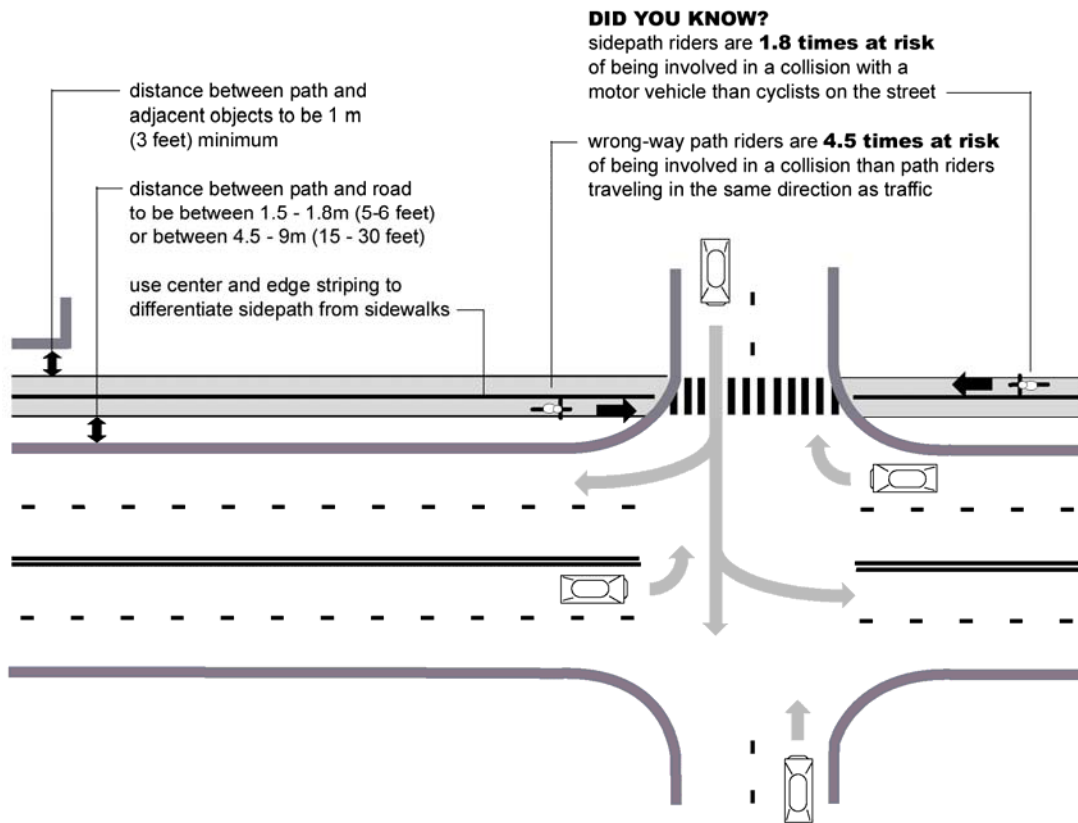 DID YOU KNOW?
sidepath riders are 1.8 times at risk
of being involved in a collision with a
motor vehicle than cyclists on the street
distance between path and
adjacent objects to be 1 m
(3 feet) minimum
wrong-way path riders are 4.5 times at risk
of being involved in a collision than path riders
traveling in the same direction as traffic
distance between path and road
to be between 1.5 - 1.8m (5-6 feet)
or between 4.5 - 9m (15 - 30 feet)
use center and edge striping to
differentiate sidepath from sidewalks